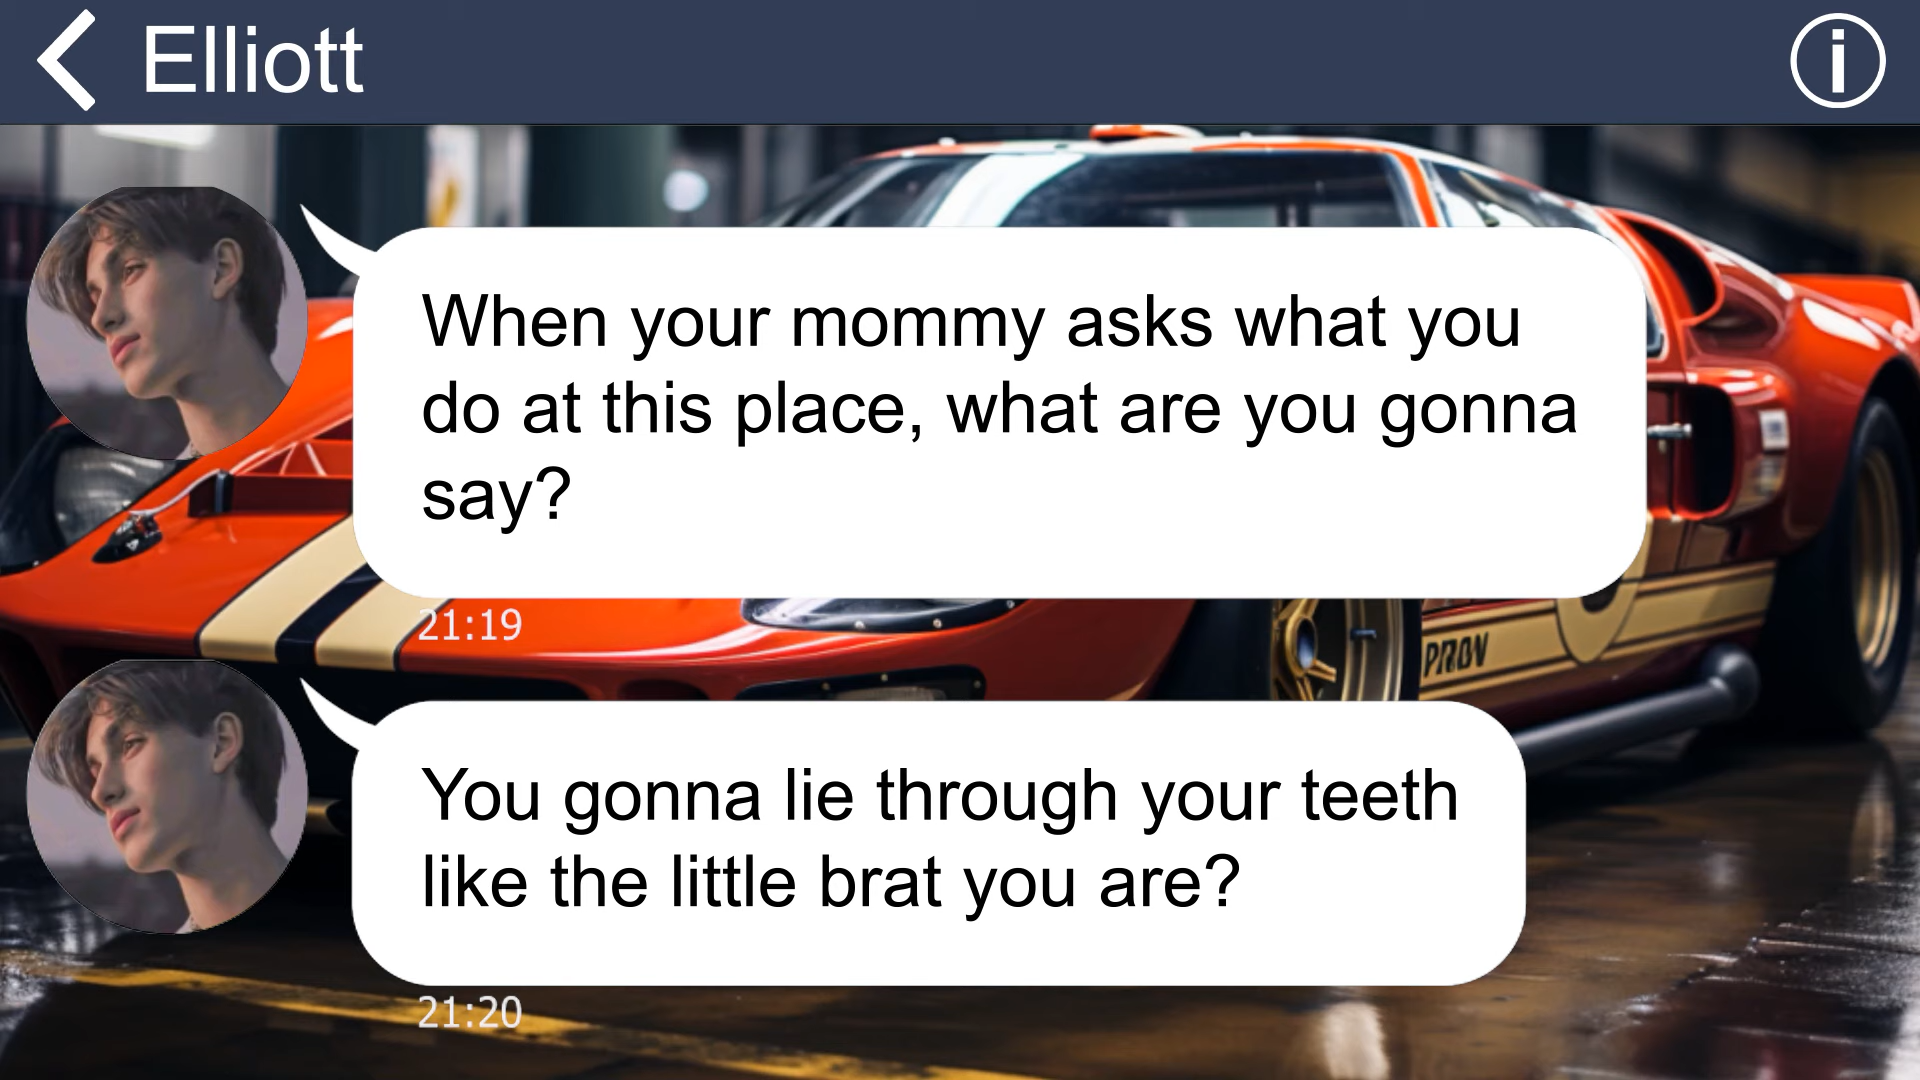 Elliott
When your mommy asks what you
do at this place, what are you gonna
say?
21:19
PROV
You gonna lie through your teeth
like the little brat you are?
21:20